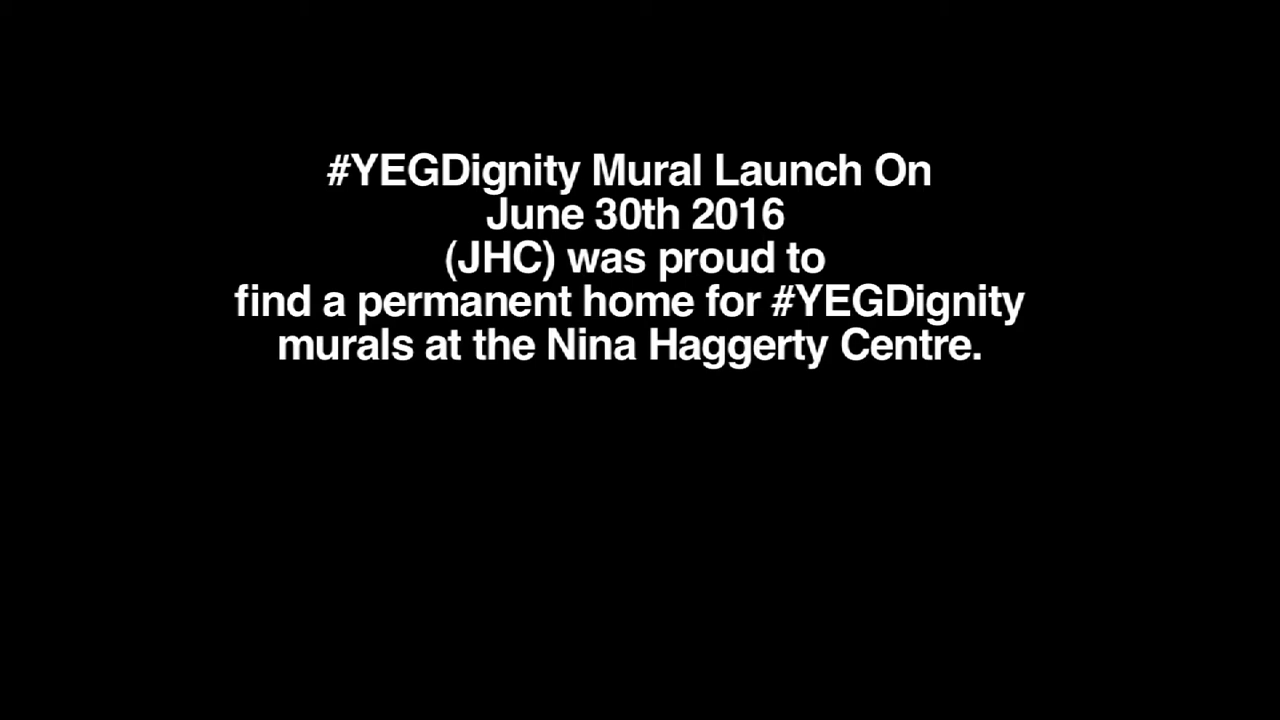 #YEGDignity Mural Launch On
June 30th 2016
(JHC) was proud to
find a permanent home for #YEGDignity
murals at the Nina Haggerty Centre.